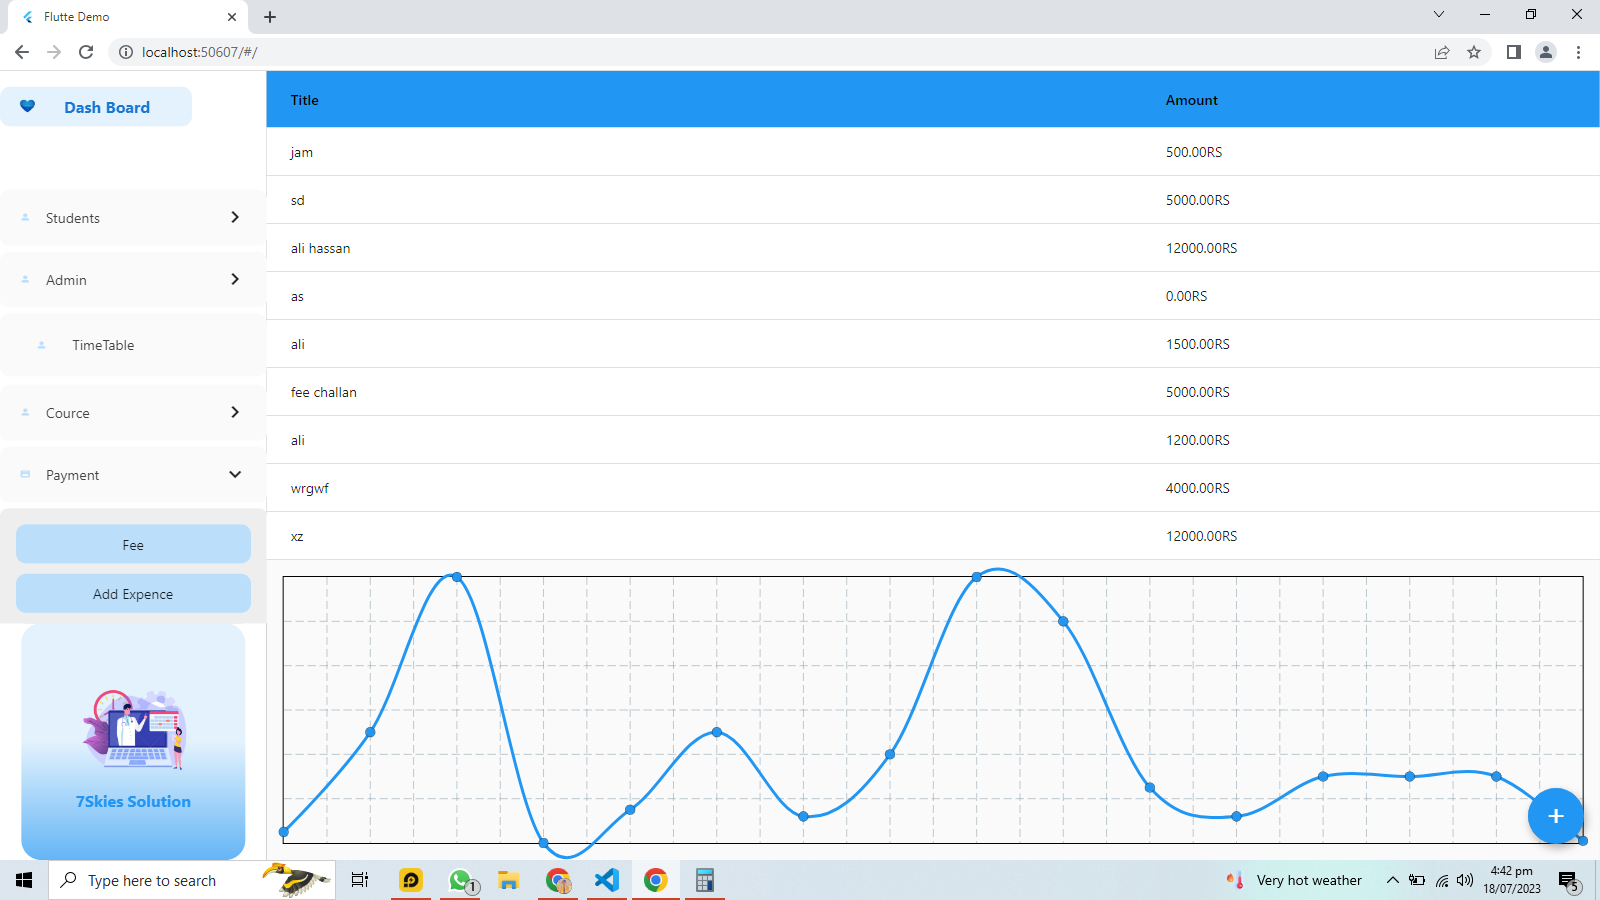 Flutte Demo
localhost:50607/#/
Dash Board
Students
Admin
TimeTable
Cource
Payment
Fee
Add Expence
7Skies Solution
Title Amount
jam 500.00RS
sd 5000.00RS
ali hassan 12000.00RS
as 0.00RS
ali 1500.00RS
fee challan 5000.00RS
ali 1200.00RS
wrgwf 4000.00RS
xz 12000.00RS
Type here to search
1
Very hot weather
4:42 pm
18/07/2023
5